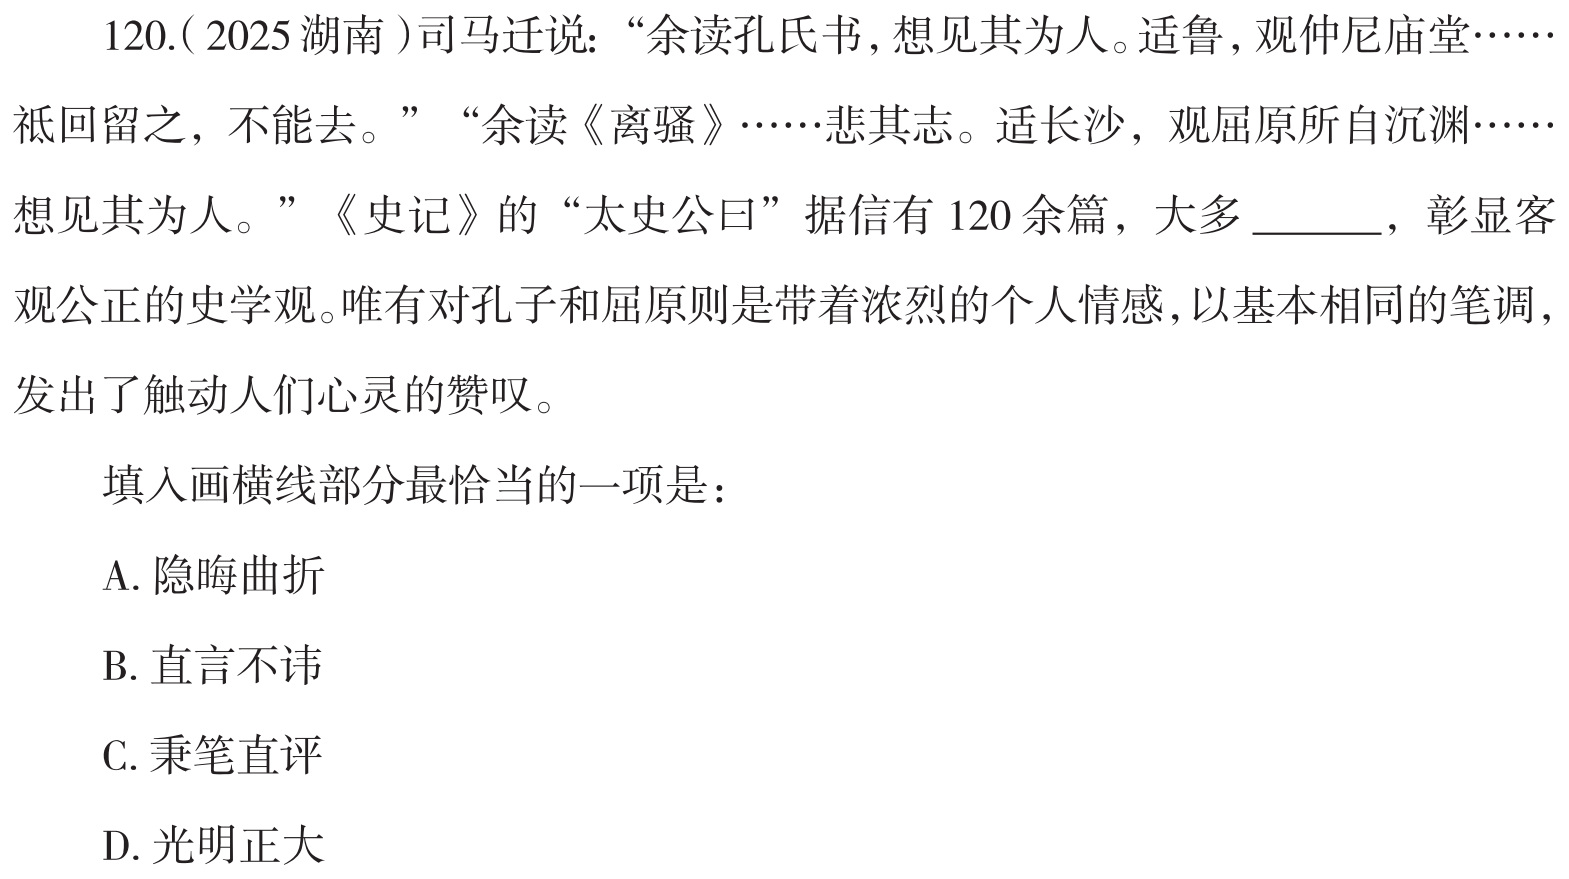 120.（2025湖南）司马迁说：“余读孔氏书，想见其为人。适鲁，观仲尼庙堂……
祗回留之，不能去。”“余读《离骚》……悲其志。适长沙，观屈原所自沉渊……
想见其为人。”《史记》的“太史公曰”据信有120余篇，大多______，彰显客
观公正的史学观。唯有对孔子和屈原则是带着浓烈的个人情感，以基本相同的笔调，
发出了触动人们心灵的赞叹。
填入画横线部分最恰当的一项是：
A. 隐晦曲折
B. 直言不讳
C. 秉笔直评
D. 光明正大